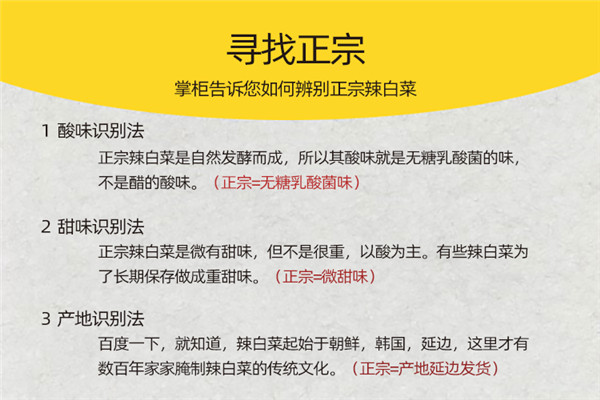 寻找正宗
掌柜告诉您如何辨别正宗辣白菜
1 酸味识别法
正宗辣白菜是自然发酵而成，所以其酸味就是无糖乳酸菌的味，
不是醋的酸味。（正宗=无糖乳酸菌味）
2 甜味识别法
正宗辣白菜是微有甜味，但不是很重，以酸为主。有些辣白菜为
了长期保存做成重甜味。（正宗=微甜味）
3 产地识别法
百度一下，就知道，辣白菜起始于朝鲜，韩国，延边，这里才有
数百年家家腌制辣白菜的传统文化。（正宗=产地延边发货）